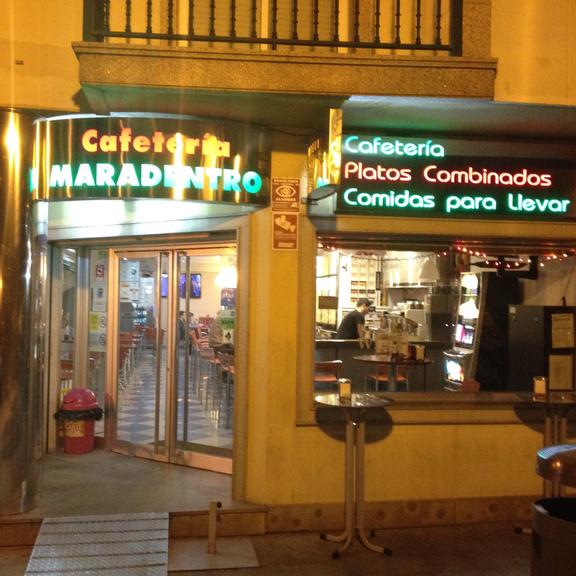 Cafetería
MARADENTRO
Cafetería
Platos Combinados
Comidas para Llevar